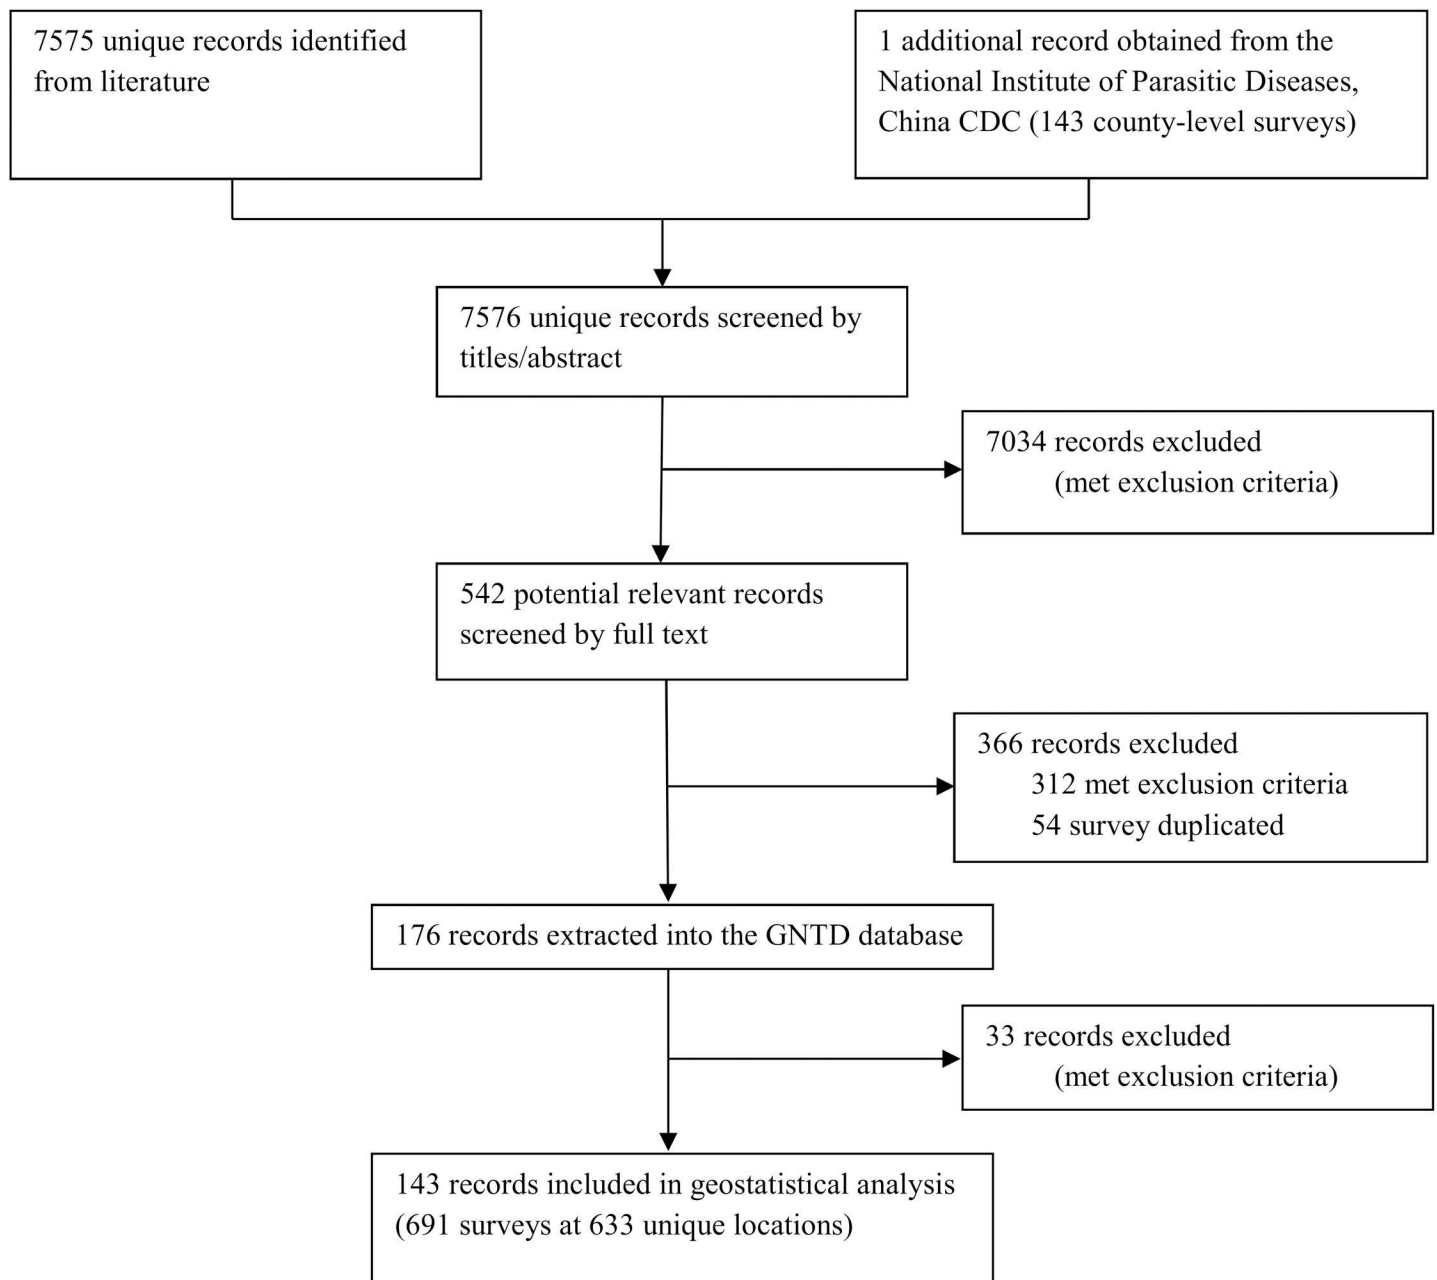 7575 unique records identified
from literature
1 additional record obtained from the
National Institute of Parasitic Diseases,
China CDC (143 county-level surveys)
7576 unique records screened by
titles/abstract
7034 records excluded
(met exclusion criteria)
542 potential relevant records
screened by full text
366 records excluded
312 met exclusion criteria
54 survey duplicated
176 records extracted into the GNTD database
33 records excluded
(met exclusion criteria)
143 records included in geostatistical analysis
(691 surveys at 633 unique locations)